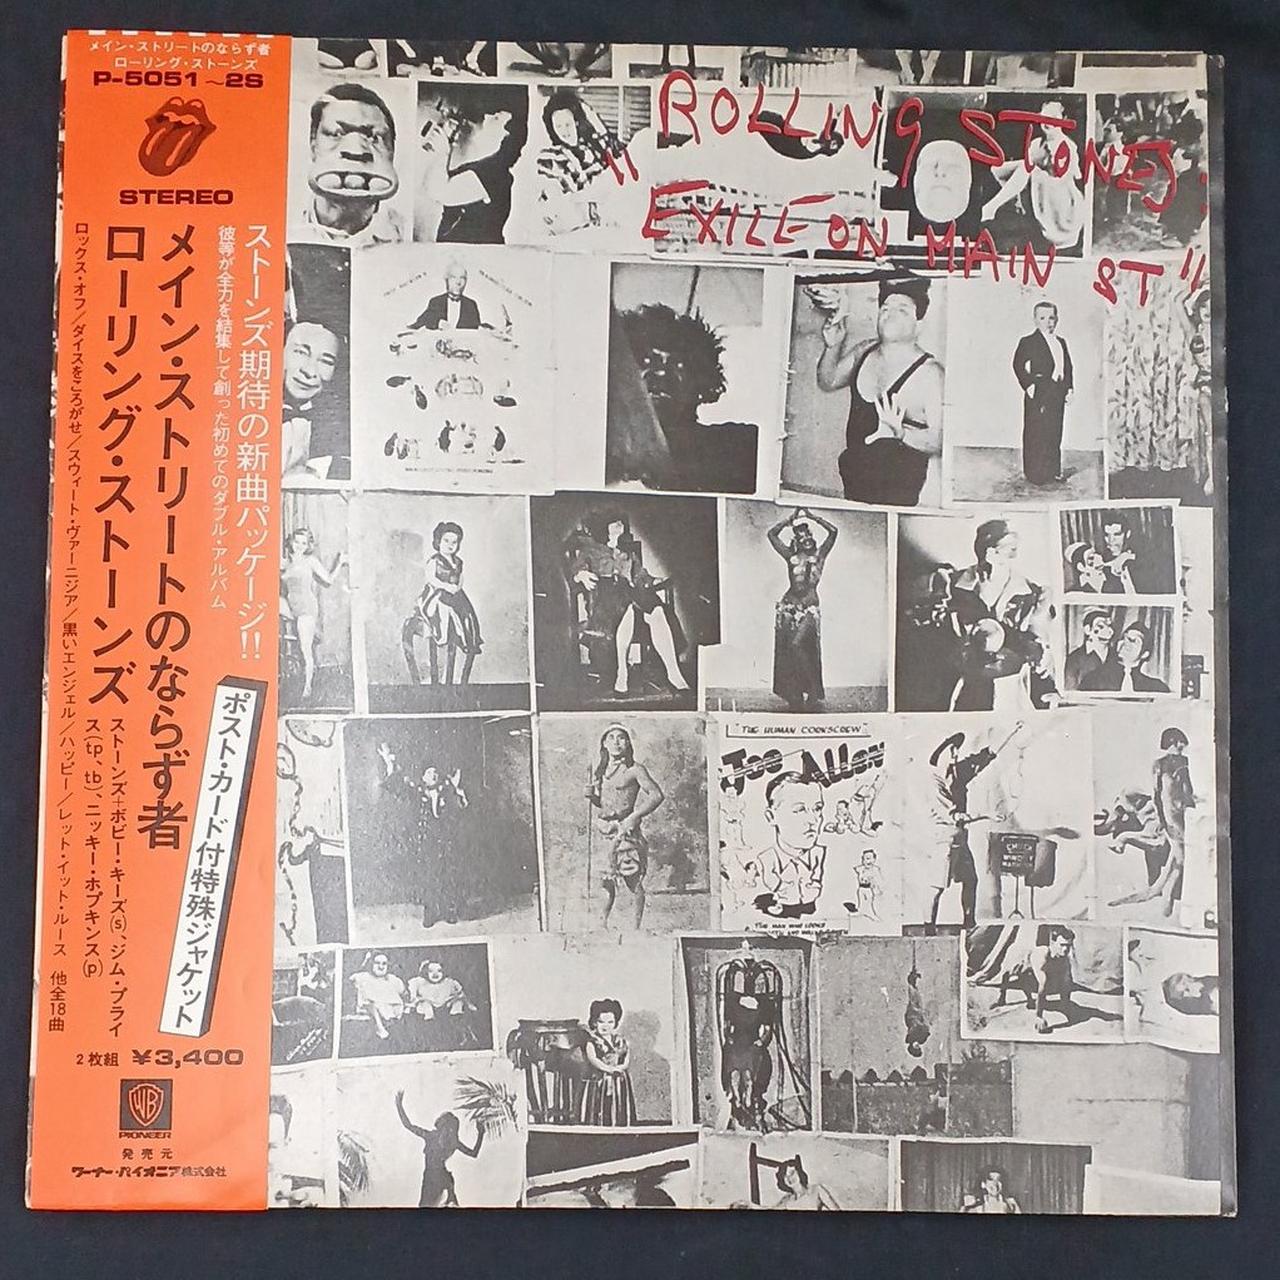 メイン・ストリートのならず者
ローリング・ストーンズ
P-5051〜2S
STEREO
ストーンズ期待の新曲パッケージ!!
彼等が全力を結集して創った初めてのダブル・アルバム
メイン・ストリートのならず者
ローリング・ストーンズ
ストーンズ+ボビー・キーズ(s)、ジム・プライ
ス(tp、tb)、ニッキー・ホプキンス(p)
ロックス・オフ/ダイスをころがせ/スウィート・ヴァージニア/黒いエンジェル/ハッピー/レット・イット・ルース 他全18曲
ポスト・カード付特殊ジャケット
2枚組 ¥3,400
WB
PIONEER
発売元
ワーナー・パイオニア株式会社
ROLLING STONES
"EXILE ON MAIN ST"
"THE HUMAN CORKSCREW"
JOE ALLEN
THE MAN WHO LOOKS